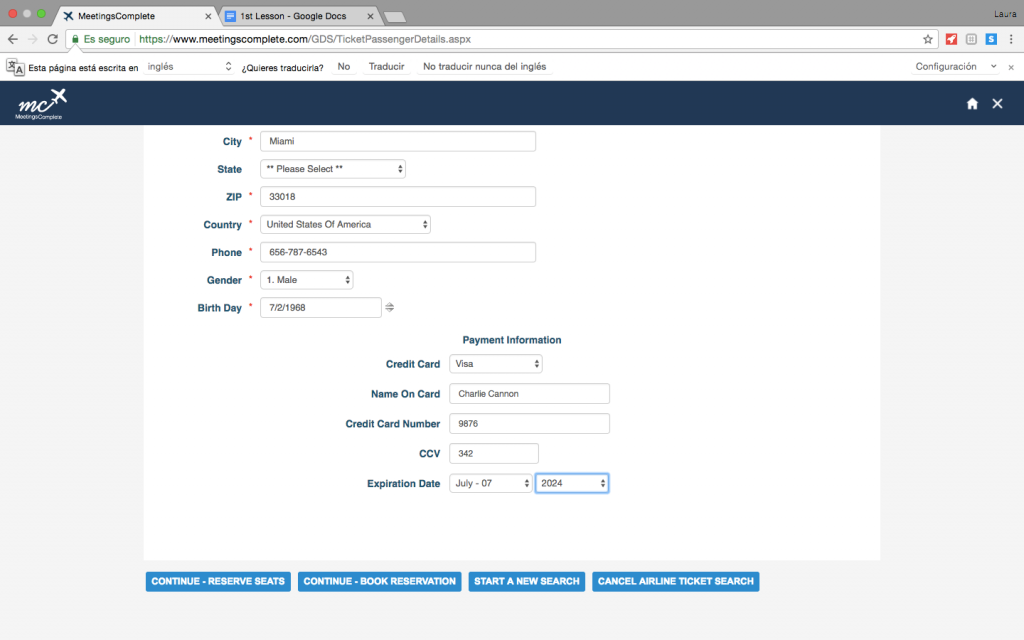 MeetingsComplete
1st Lesson - Google Docs
Laura
Es seguro https://www.meetingscomplete.com/GDS/TicketPassengerDetails.aspx
Esta página está escrita en inglés ¿Quieres traducirla? No Traducir No traducir nunca del inglés Configuración
mc
MeetingsComplete
City * Miami
State ** Please Select **
ZIP * 33018
Country * United States Of America
Phone * 656-787-6543
Gender * 1. Male
Birth Day * 7/2/1968
Payment Information
Credit Card Visa
Name On Card Charlie Cannon
Credit Card Number 9876
CCV 342
Expiration Date July - 07 2024
CONTINUE - RESERVE SEATS CONTINUE - BOOK RESERVATION START A NEW SEARCH CANCEL AIRLINE TICKET SEARCH